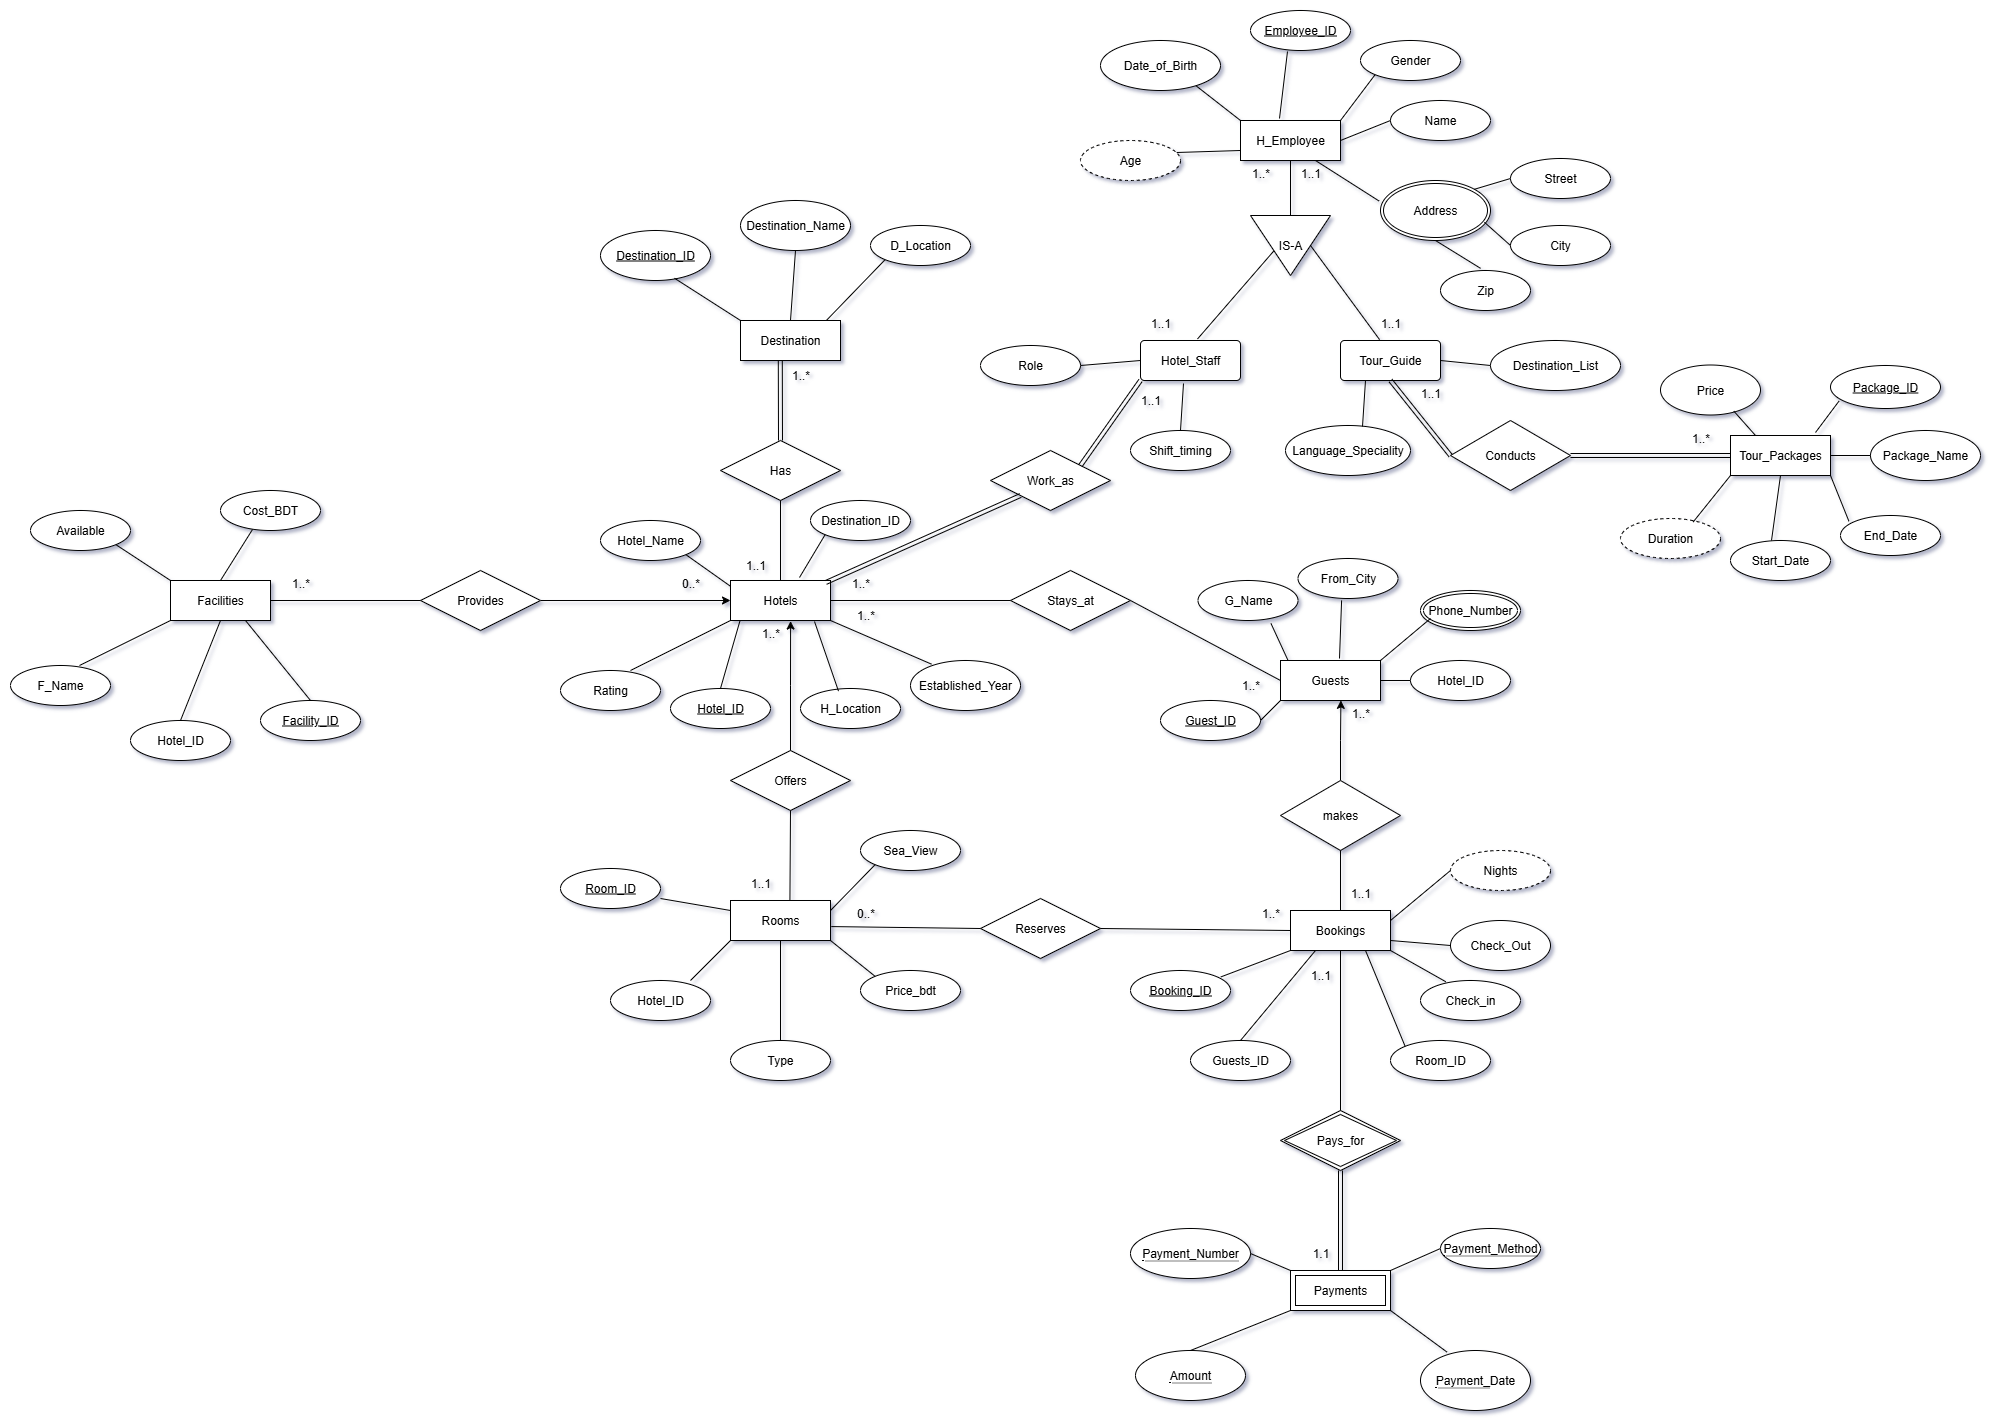 Employee_ID
Date_of_Birth
Gender
Name
H_Employee
Age
1..*
1..1
Street
Address
City
IS-A
Zip
Destination_Name
Destination_ID
D_Location
Destination
1..*
1..1
1..1
Role
Hotel_Staff
Tour_Guide
Destination_List
1..1
1..1
Shift_timing
Language_Speciality
Price
Package_ID
1..*
Conducts
Tour_Packages
Package_Name
Duration
Start_Date
End_Date
Has
Work_as
Cost_BDT
Available
Hotel_Name
Destination_ID
1..1
1..*
0..*
1..*
Facilities
Provides
Hotels
Stays_at
1..*
1..*
G_Name
From_City
Phone_Number
F_Name
Hotel_ID
Facility_ID
Rating
Hotel_ID
H_Location
Established_Year
1..*
Guests
Hotel_ID
Guest_ID
1..*
Offers
makes
Sea_View
Room_ID
1..1
Nights
1..1
Rooms
0..*
Reserves
1..*
Bookings
Check_Out
1..1
Hotel_ID
Price_bdt
Booking_ID
Check_in
Type
Guests_ID
Room_ID
Pays_for
Payment_Number
1.1
Payment_Method
Payments
Amount
Payment_Date